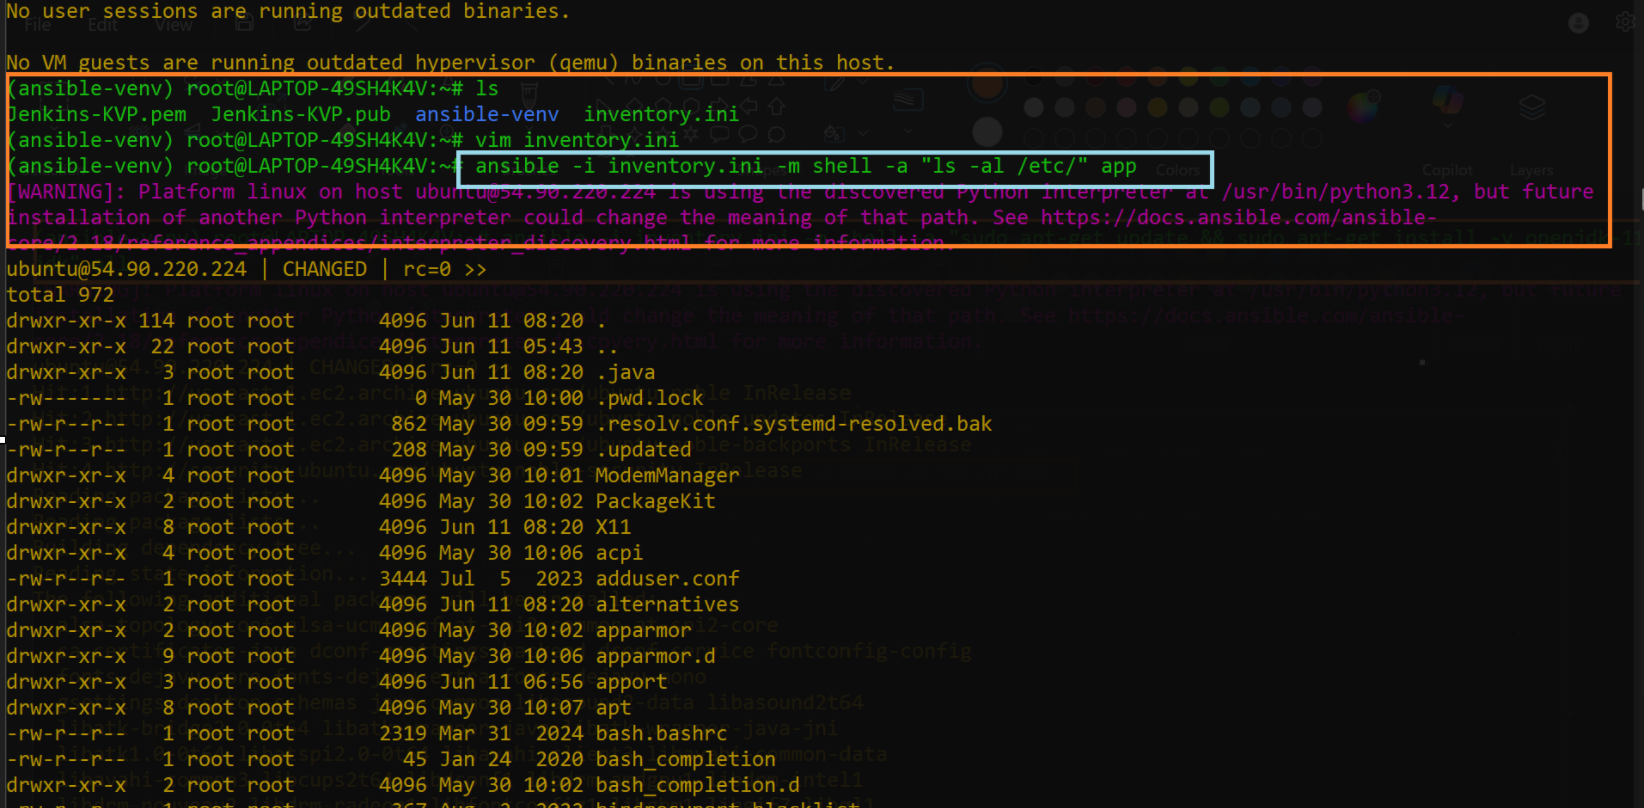 No user sessions are running outdated binaries.
File Edit View
No VM guests are running outdated hypervisor (qemu) binaries on this host.
(ansible-venv) root@LAPTOP-49SH4K4V:~# ls
Jenkins-KVP.pem  Jenkins-KVP.pub  ansible-venv  inventory.ini
(ansible-venv) root@LAPTOP-49SH4K4V:~# vim inventory.ini
(ansible-venv) root@LAPTOP-49SH4K4V:~# ansible -i inventory.ini -m shell -a "ls -al /etc/"  app
Colors Copilot Layers
[WARNING]: Platform linux on host ubuntu@54.90.220.224 is using the discovered Python interpreter at /usr/bin/python3.12, but future
installation of another Python interpreter could change the meaning of that path. See https://docs.ansible.com/ansible-
core/2.18/reference_appendices/interpreter_discovery.html for more information.
ubuntu@54.90.220.224 | CHANGED | rc=0 >>
total 972
drwxr-xr-x 114 root root       4096 Jun 11 08:20 .
drwxr-xr-x  22 root root       4096 Jun 11 05:43 ..
drwxr-xr-x   3 root root       4096 Jun 11 08:20 .java
-rw-------   1 root root          0 May 30 10:00 .pwd.lock
-rw-r--r--   1 root root        862 May 30 09:59 .resolv.conf.systemd-resolved.bak
-rw-r--r--   1 root root        208 May 30 09:59 .updated
drwxr-xr-x   4 root root       4096 May 30 10:01 ModemManager
drwxr-xr-x   2 root root       4096 May 30 10:02 PackageKit
drwxr-xr-x   8 root root       4096 Jun 11 08:20 X11
drwxr-xr-x   4 root root       4096 May 30 10:06 acpi
-rw-r--r--   1 root root       3444 Jul  5  2023 adduser.conf
drwxr-xr-x   2 root root       4096 Jun 11 08:20 alternatives
drwxr-xr-x   2 root root       4096 May 30 10:02 apparmor
drwxr-xr-x   9 root root       4096 May 30 10:06 apparmor.d
drwxr-xr-x   3 root root       4096 Jun 11 06:56 apport
drwxr-xr-x   8 root root       4096 May 30 10:07 apt
-rw-r--r--   1 root root       2319 Mar 31  2024 bash.bashrc
-rw-r--r--   1 root root         45 Jan 24  2020 bash_completion
drwxr-xr-x   2 root root       4096 May 30 10:02 bash_completion.d